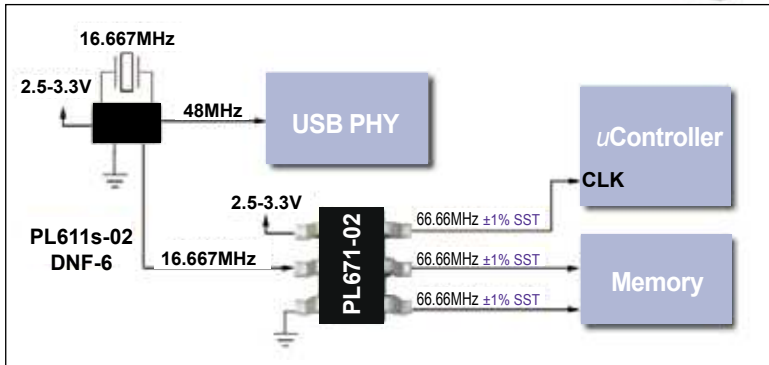 16.667MHz
2.5-3.3V
48MHz
USB PHY
uController
CLK
2.5-3.3V
66.66MHz ±1% SST
PL611s-02
DNF-6
16.667MHz
PL671-02
66.66MHz ±1% SST
Memory
66.66MHz ±1% SST